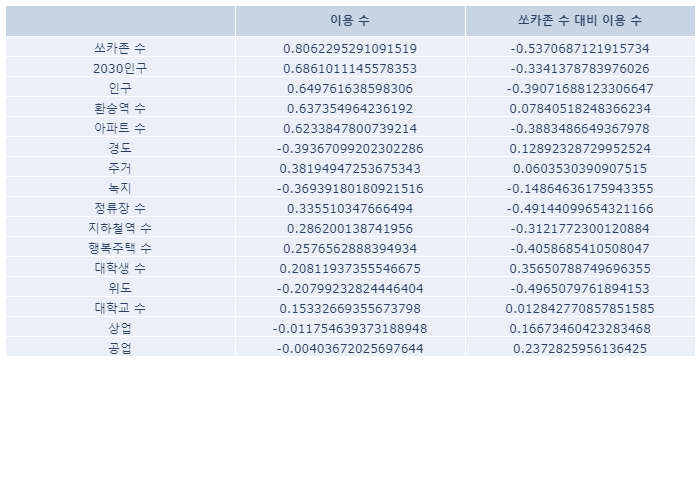 이용 수 쏘카존 수 대비 이용 수
쏘카존 수 0.8062295291091519 -0.5370687121915734
2030인구 0.6861011145578353 -0.3341378783976026
인구 0.649761638598306 -0.39071688123306647
환승역 수 0.637354964236192 0.07840518248366234
아파트 수 0.6233847800739214 -0.3883486649367978
경도 -0.39367099202302286 0.12892328729952524
주거 0.38194947253675343 0.0603530390907515
녹지 -0.36939180180921516 -0.14864636175943355
정류장 수 0.335510347666494 -0.49144099654321166
지하철역 수 0.286200138741956 -0.3121772300120884
행복주택 수 0.2576562888394934 -0.4058685410508047
대학생 수 0.20811937355546675 0.35650788749696355
위도 -0.20799232824446404 -0.4965079761894153
대학교 수 0.15332669355673798 0.012842770857851585
상업 -0.011754639373188948 0.16673460423283468
공업 -0.00403672025697644 0.2372825956136425